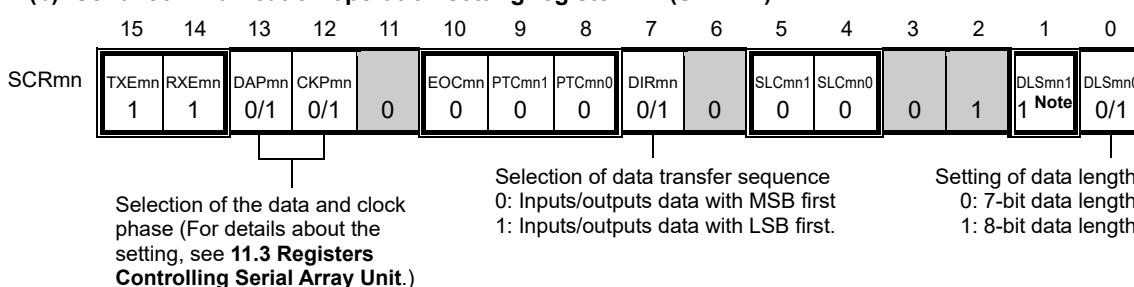 15 14 13 12 11 10 9 8 7 6 5 4 3 2 1 0
SCRmn
TXEmn RXEmn DAPmn CKPmn EOCmn PTCmn1 PTCmn0 DIRmn SLCmn1 SLCmn0 DLSmn1 DLSmn0
1 1 0/1 0/1 0 0 0 0 0/1 0 0 0 0 1 1 Note 0/1
Selection of the data and clock
phase (For details about the
setting, see 11.3 Registers
Controlling Serial Array Unit.)
Selection of data transfer sequence
0: Inputs/outputs data with MSB first
1: Inputs/outputs data with LSB first.
Setting of data length
0: 7-bit data length
1: 8-bit data length